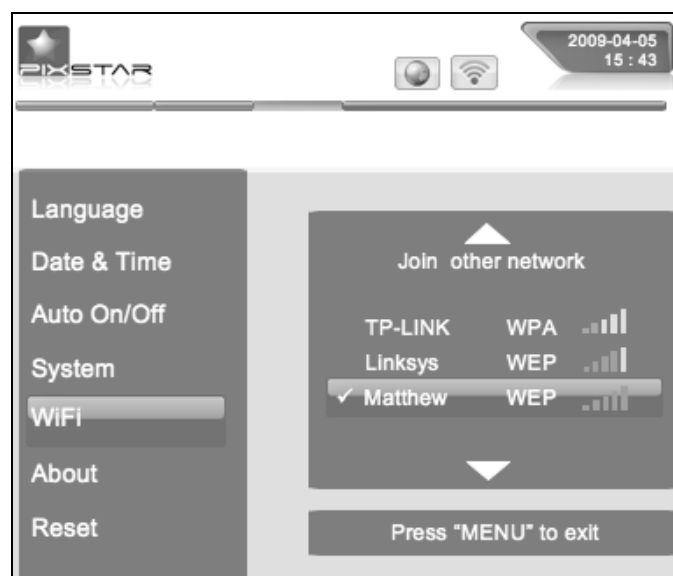 PIXSTAR
2009-04-05
15 : 43
Language
Date & Time
Auto On/Off
System
WiFi
About
Reset
Join other network
TP-LINK WPA
Linksys WEP
✓ Matthew WEP
Press "MENU" to exit